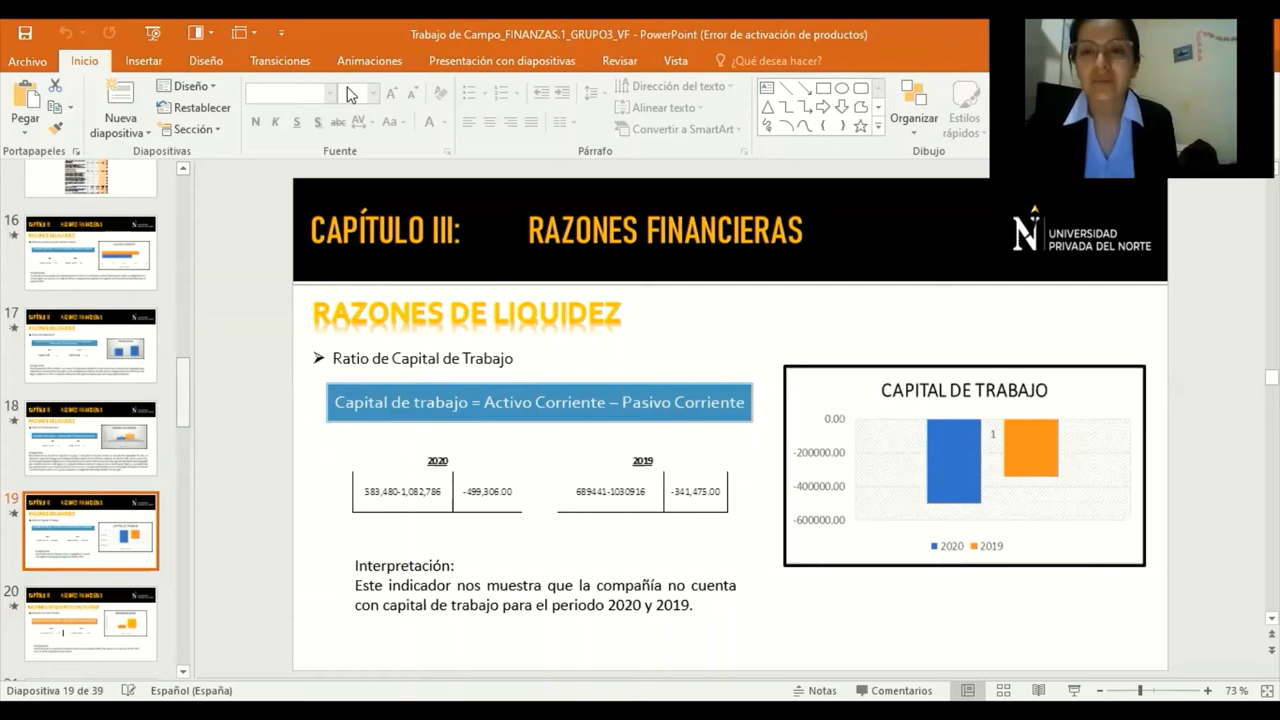 Trabajo de Campo_FINANZAS.1_GRUPO3_VF - PowerPoint (Error de activación de productos)
Archivo
Inicio
Insertar
Diseño
Transiciones
Animaciones
Presentación con diapositivas
Revisar
Vista
¿Qué desea hacer?
Pegar
Nueva diapositiva
Diseño
Restablecer
Sección
N K S S abc AV Aa A
Dirección del texto
Alinear texto
Convertir a SmartArt
Organizar
Estilos rápidos
Portapapeles
Diapositivas
Fuente
Párrafo
Dibujo
16
17
18
19
20
CAPÍTULO III: RAZONES FINANCIERAS
UNIVERSIDAD
PRIVADA DEL NORTE
RAZONES DE LIQUIDEZ
Ratio de Capital de Trabajo
Capital de trabajo = Activo Corriente – Pasivo Corriente
2020
583,480-1,082,786 -499,306.00
2019
689441-1030916 -341,475.00
Interpretación:
Este indicador nos muestra que la compañía no cuenta
con capital de trabajo para el periodo 2020 y 2019.
CAPITAL DE TRABAJO
0.00
-200000.00
-400000.00
-600000.00
1
2020 2019
Diapositiva 19 de 39
Español (España)
Notas
Comentarios
73 %